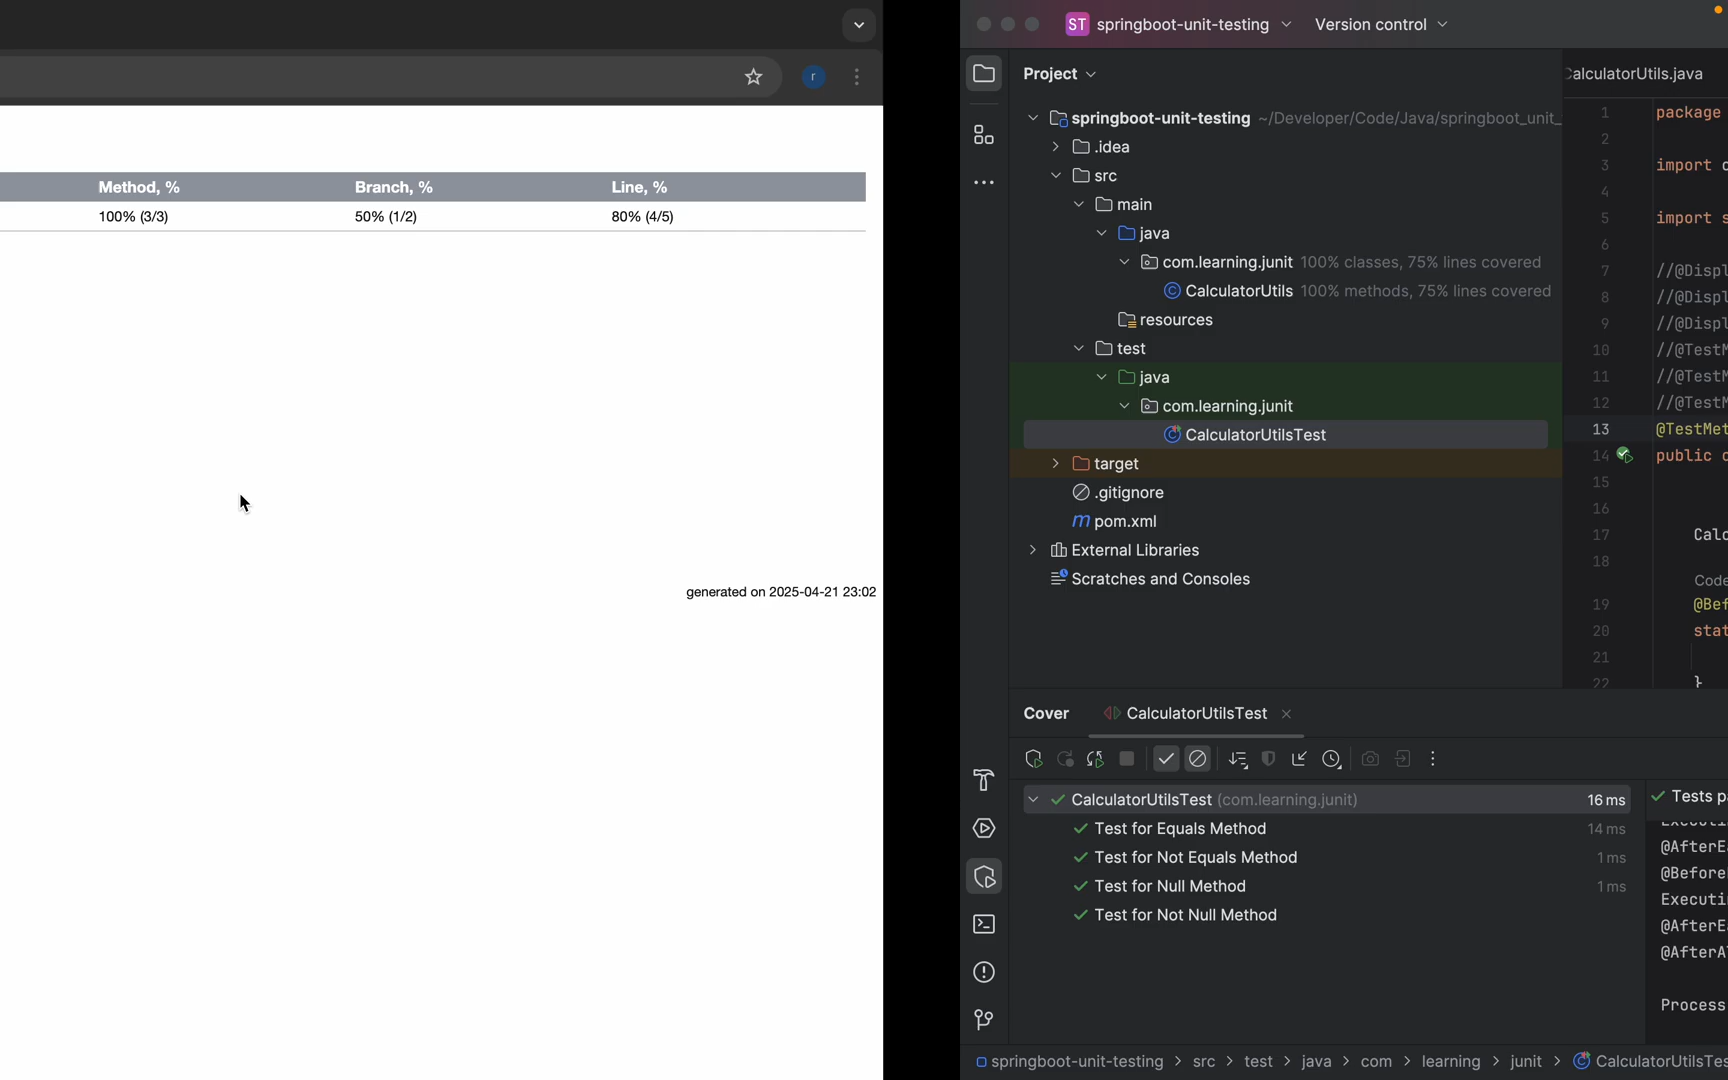 r
Method, %
Branch, %
Line, %
100% (3/3)
50% (1/2)
80% (4/5)
generated on 2025-04-21 23:02
ST springboot-unit-testing
Version control
Project
springboot-unit-testing ~/Developer/Code/Java/springboot_unit_
.idea
src
main
java
com.learning.junit 100% classes, 75% lines covered
CalculatorUtils 100% methods, 75% lines covered
resources
test
java
com.learning.junit
CalculatorUtilsTest
target
.gitignore
m pom.xml
External Libraries
Scratches and Consoles
CalculatorUtils.java
1 package
2
3 import c
4
5 import s
6
7 //@Displ
8 //@Displ
9 //@Displ
10 //@TestM
11 //@TestM
12 //@TestM
13 @TestMet
14 public c
15
16
17 Calc
18
Code
19 @Bef
20 stat
21
22 }
Cover
CalculatorUtilsTest
CalculatorUtilsTest (com.learning.junit) 16 ms
Test for Equals Method 14 ms
Test for Not Equals Method 1 ms
Test for Null Method 1 ms
Test for Not Null Method
Tests p
@AfterE
@Before
Executi
@AfterE
@AfterA
Process
springboot-unit-testing > src > test > java > com > learning > junit > CalculatorUtilsTes